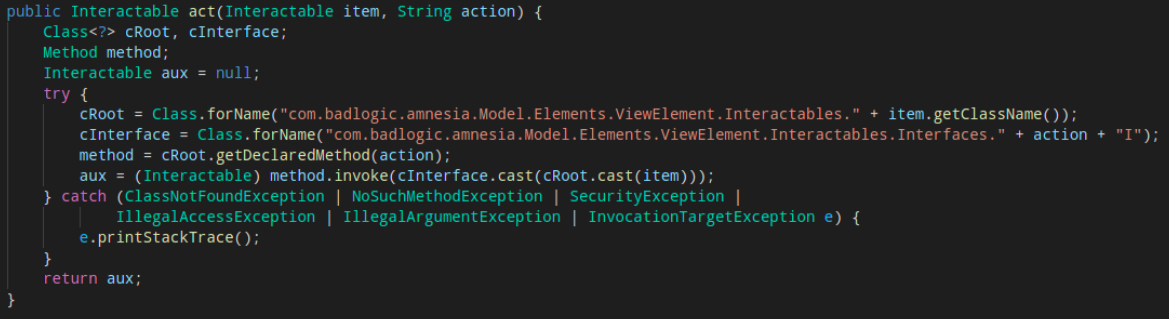 public Interactable act(Interactable item, String action) {
    Class<?> cRoot, cInterface;
    Method method;
    Interactable aux = null;
    try {
        cRoot = Class.forName("com.badlogic.amnesia.Model.Elements.ViewElement.Interactables." + item.getClassName());
        cInterface = Class.forName("com.badlogic.amnesia.Model.Elements.ViewElement.Interactables.Interfaces." + action + "I");
        method = cRoot.getDeclaredMethod(action);
        aux = (Interactable) method.invoke(cInterface.cast(cRoot.cast(item)));
    } catch (ClassNotFoundException | NoSuchMethodException | SecurityException |
            IllegalAccessException | IllegalArgumentException | InvocationTargetException e) {
        e.printStackTrace();
    }
    return aux;
}